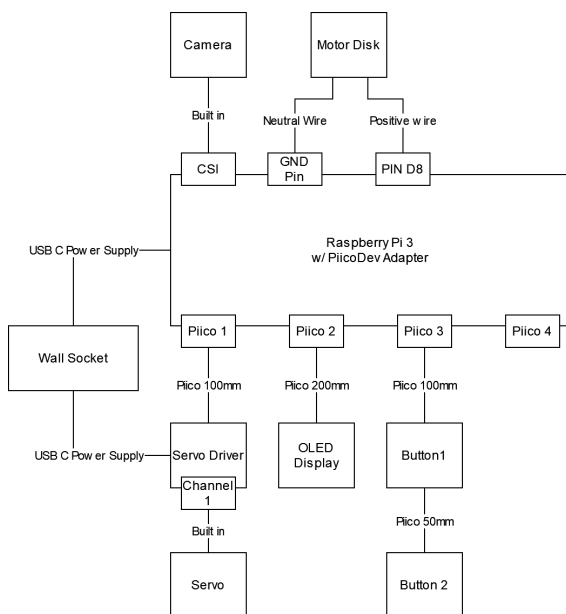 Camera
Motor Disk
Built in
Neutral Wire
Positive wire
CSI
GND
Pin
PIN D8
USB C Power Supply
Raspberry Pi 3
w/ PiicoDev Adapter
Piico 1
Piico 2
Piico 3
Piico 4
Wall Socket
Piico 100mm
Piico 200mm
Piico 100mm
USB C Power Supply
Servo Driver
OLED
Display
Button1
Channel
1
Built in
Piico 50mm
Servo
Button 2